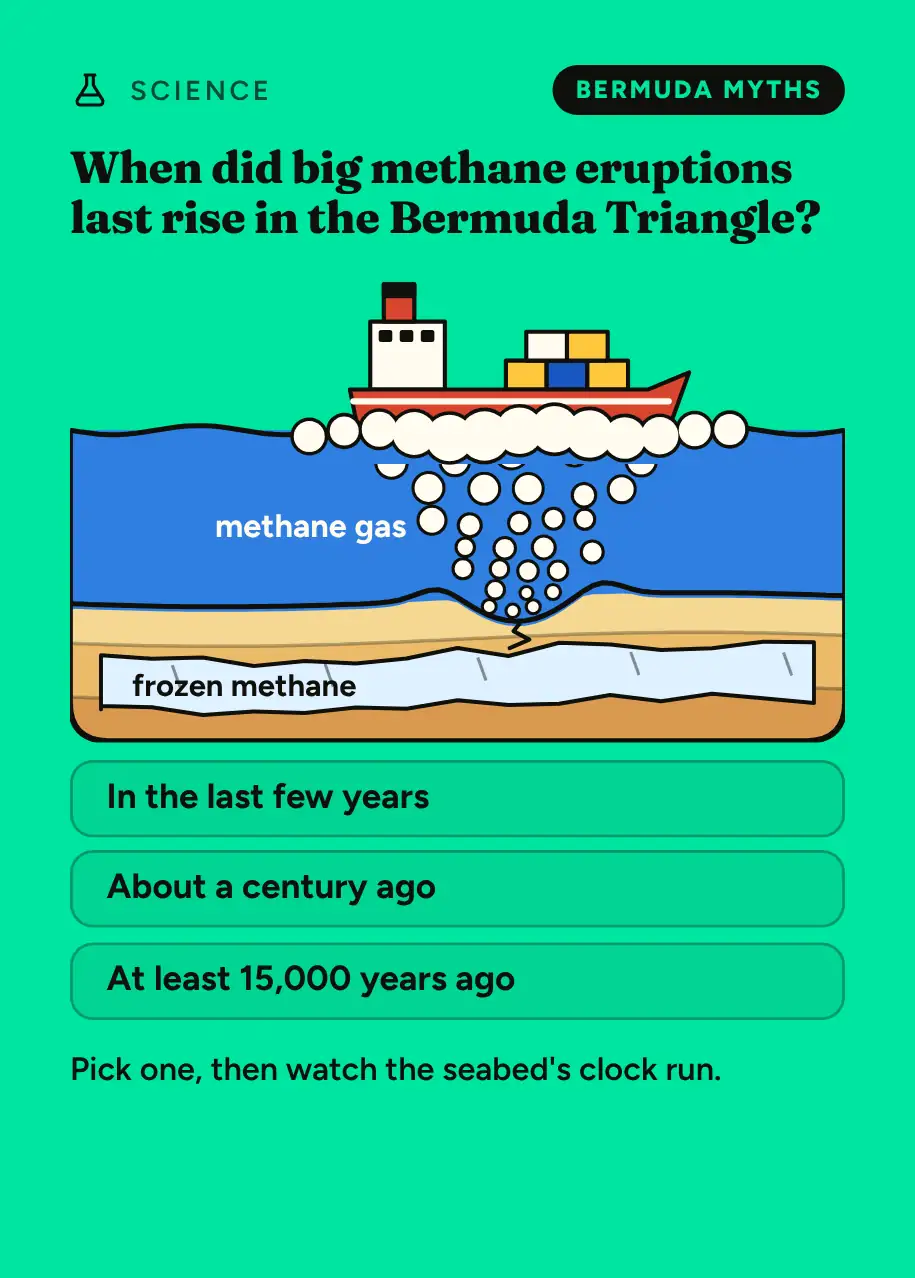 SCIENCE
BERMUDA MYTHS
When did big methane eruptions
last rise in the Bermuda Triangle?
methane gas
frozen methane
In the last few years
About a century ago
At least 15,000 years ago
Pick one, then watch the seabed's clock run.